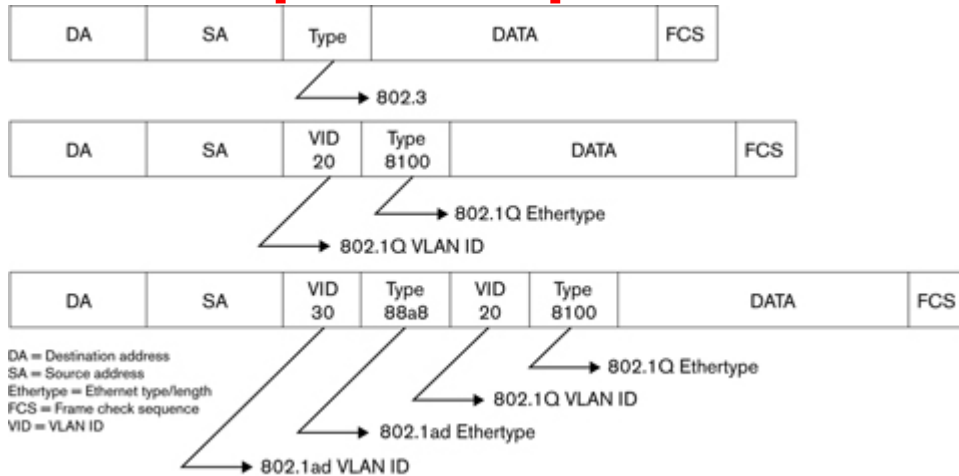 DA SA Type DATA FCS
802.3
DA SA VID 20 Type 8100 DATA FCS
802.1Q Ethertype
802.1Q VLAN ID
DA SA VID 30 Type 88a8 VID 20 Type 8100 DATA FCS
DA = Destination address
SA = Source address
Ethertype = Ethernet type/length
FCS = Frame check sequence
VID = VLAN ID
802.1Q Ethertype
802.1Q VLAN ID
802.1ad Ethertype
802.1ad VLAN ID